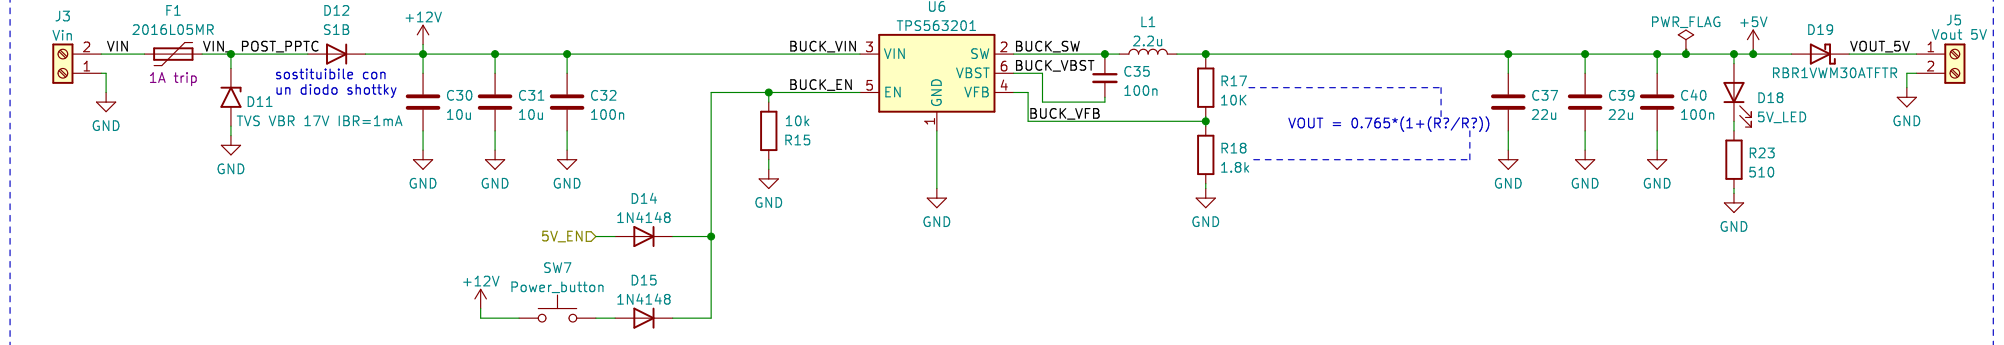 J3
Vin
2
1
VIN
GND
F1
2016L05MR
1A trip
VIN_POST_PPTC
D11
TVS VBR 17V IBR=1mA
GND
D12
S1B
sostituibile con
un diodo shottky
+12V
C30
10u
GND
C31
10u
GND
C32
100n
GND
BUCK_VIN
BUCK_EN
10k
R15
GND
D14
1N4148
5V_EN
SW7
Power_button
+12V
D15
1N4148
U6
TPS563201
3
VIN
5
EN
GND
1
SW
2
VBST
6
VFB
4
GND
BUCK_SW
BUCK_VBST
BUCK_VFB
C35
100n
L1
2.2u
R17
10K
R18
1.8k
GND
VOUT = 0.765*(1+(R?/R?))
C37
22u
GND
C39
22u
GND
C40
100n
GND
PWR_FLAG
+5V
D18
5V_LED
R23
510
GND
D19
RBR1VWM30ATFTR
VOUT_5V
J5
Vout 5V
1
2
GND